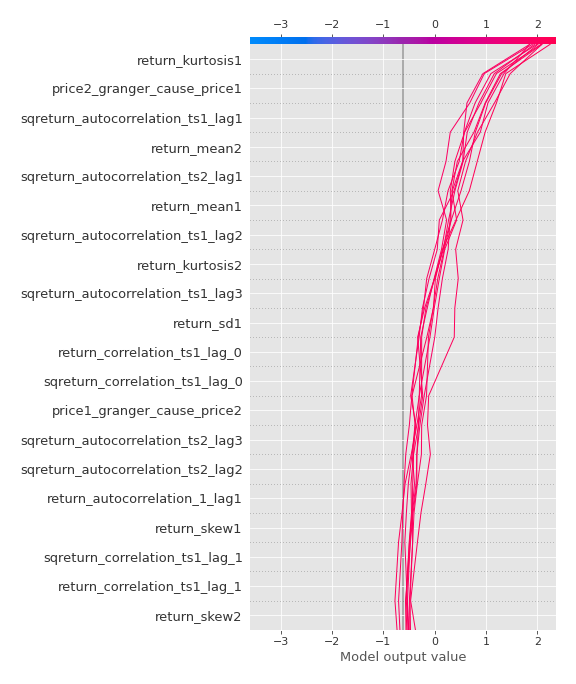 −3 −2 −1 0 1 2
return_kurtosis1
price2_granger_cause_price1
sqreturn_autocorrelation_ts1_lag1
return_mean2
sqreturn_autocorrelation_ts2_lag1
return_mean1
sqreturn_autocorrelation_ts1_lag2
return_kurtosis2
sqreturn_autocorrelation_ts1_lag3
return_sd1
return_correlation_ts1_lag_0
sqreturn_correlation_ts1_lag_0
price1_granger_cause_price2
sqreturn_autocorrelation_ts2_lag3
sqreturn_autocorrelation_ts2_lag2
return_autocorrelation_1_lag1
return_skew1
sqreturn_correlation_ts1_lag_1
return_correlation_ts1_lag_1
return_skew2
−3 −2 −1 0 1 2
Model output value